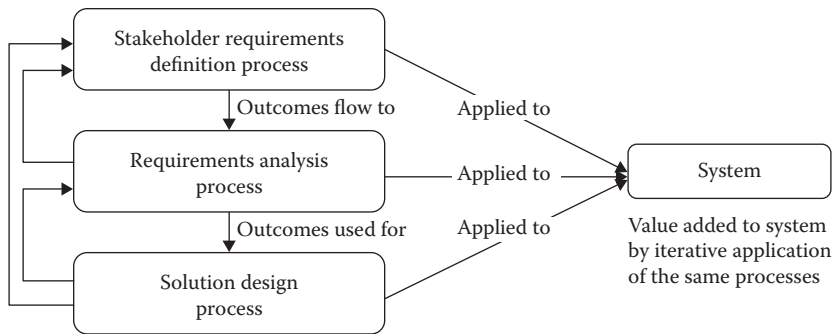 Stakeholder requirements
definition process
Outcomes flow to
Applied to
Requirements analysis
process
Applied to
System
Outcomes used for
Applied to
Value added to system
by iterative application
of the same processes
Solution design
process